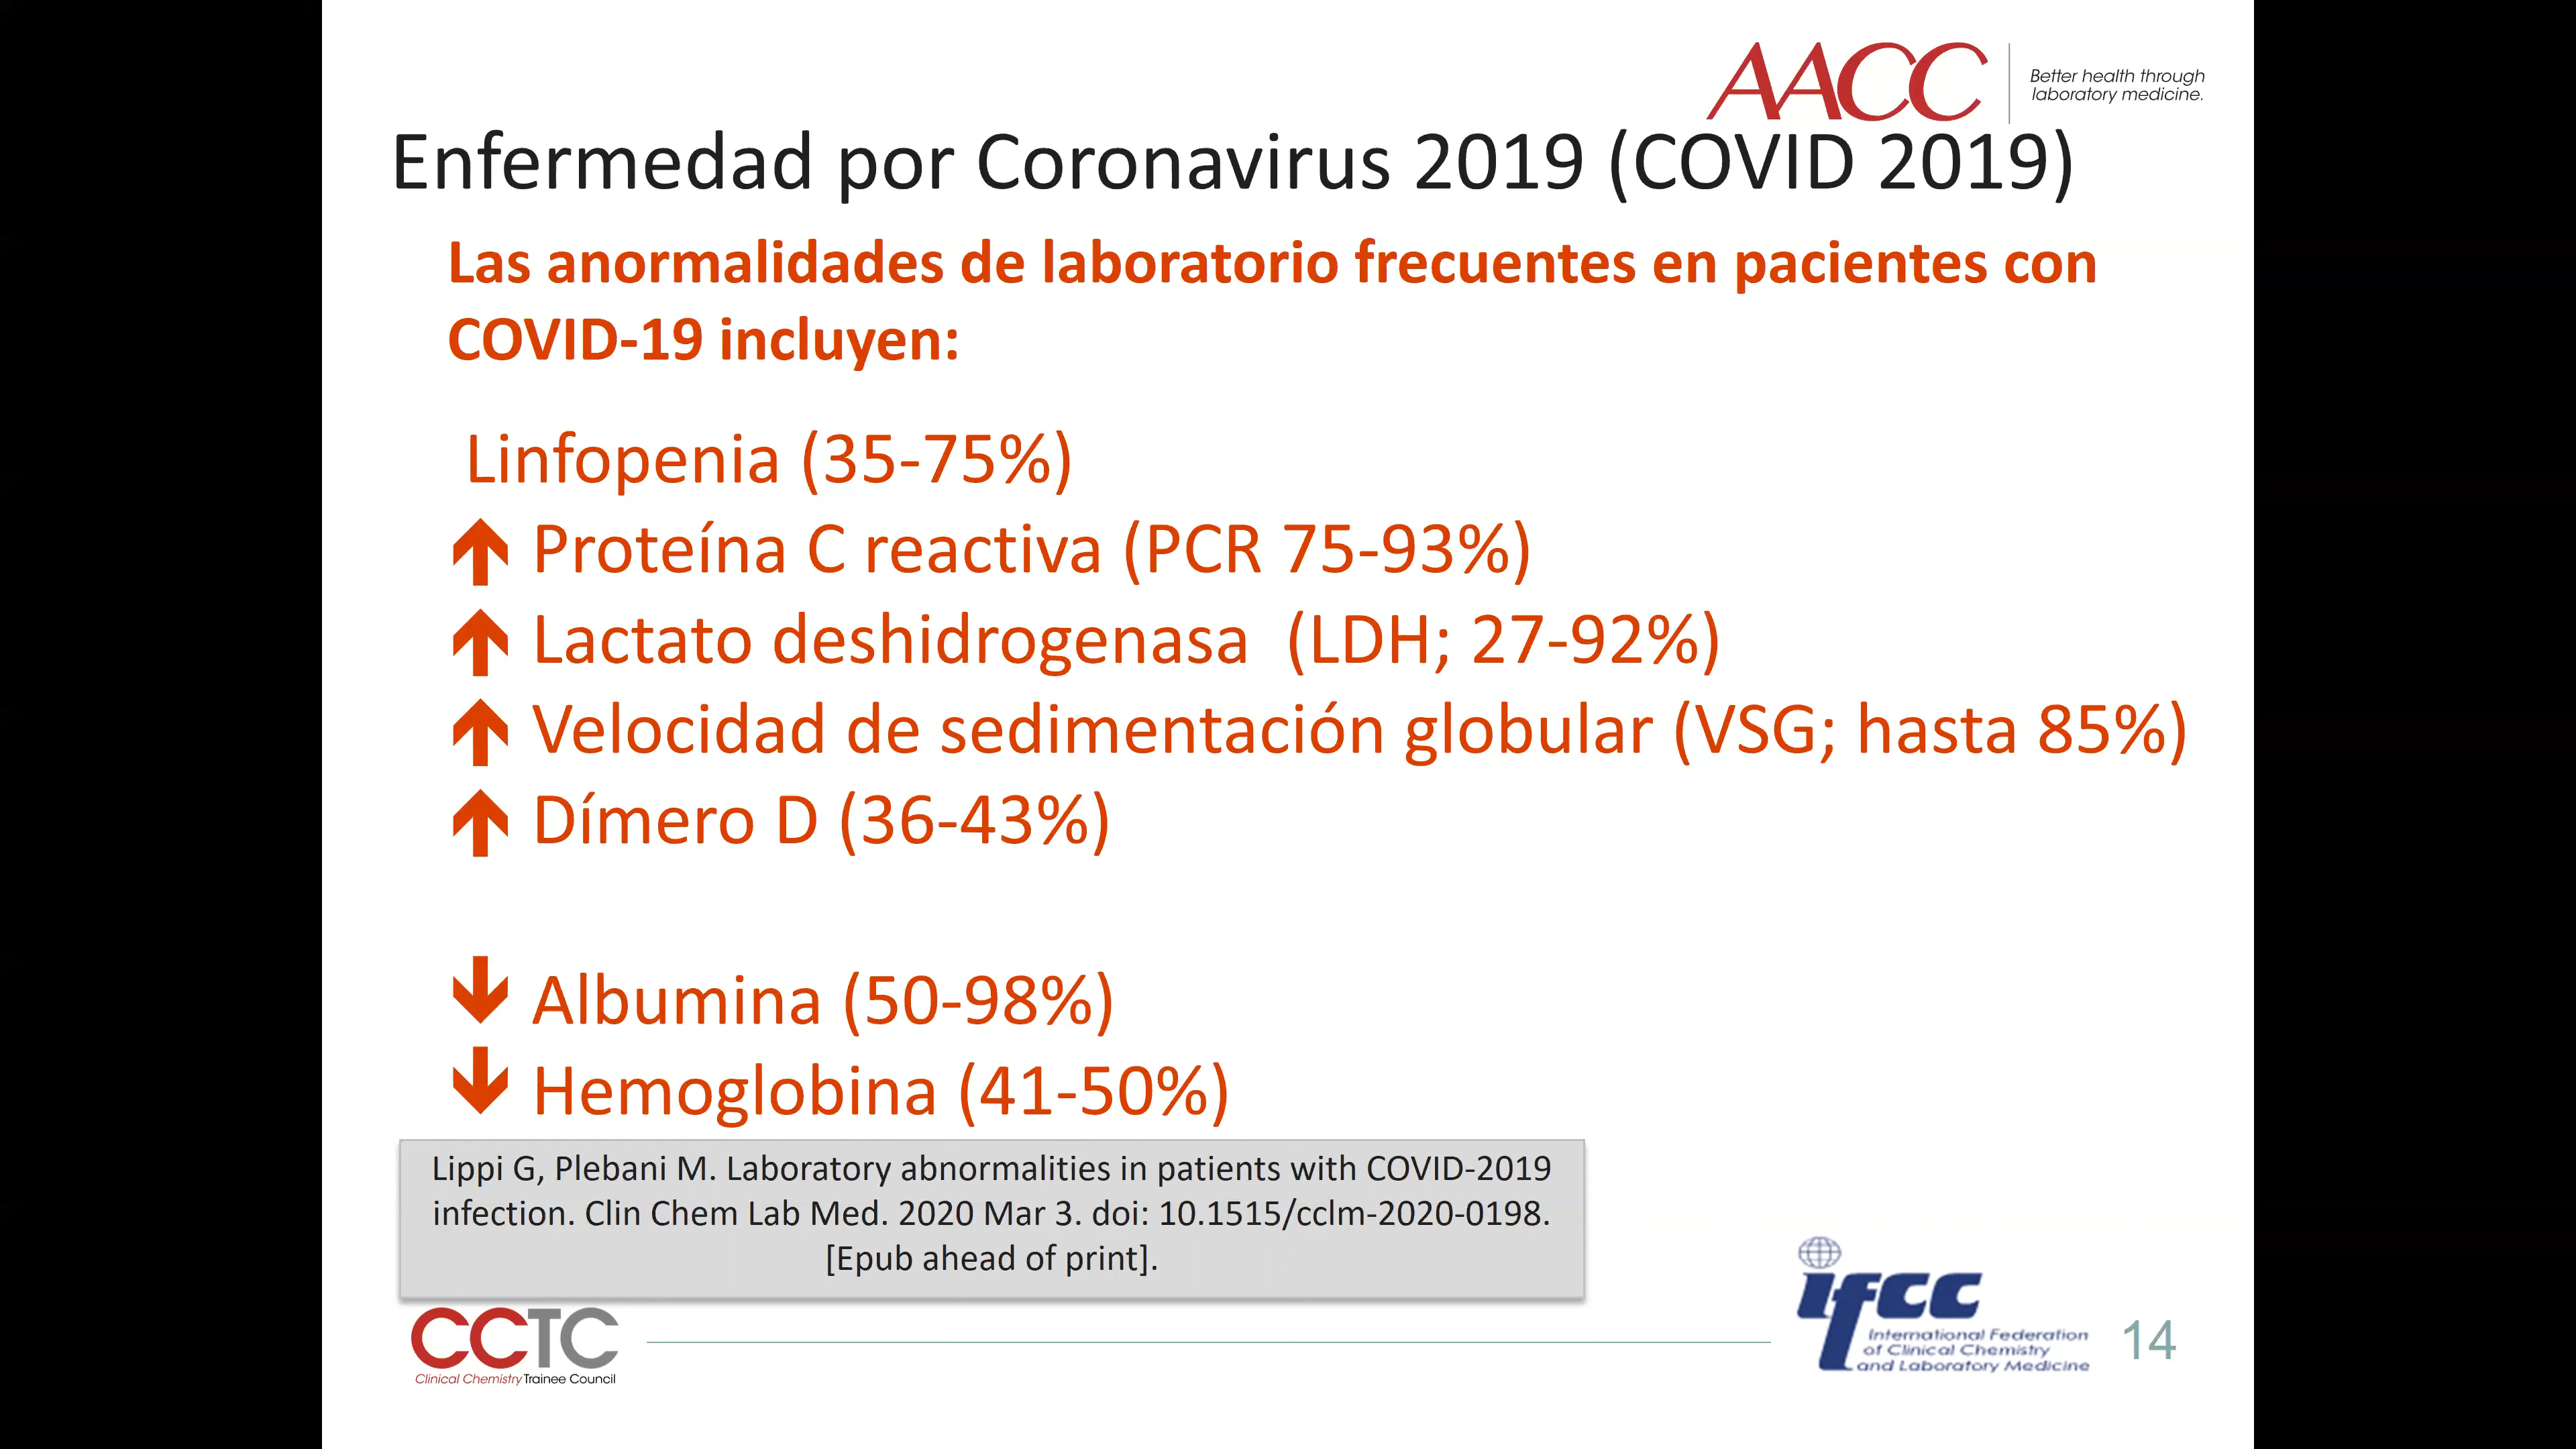 AACC
Better health through
laboratory medicine.
Enfermedad por Coronavirus 2019 (COVID 2019)
Las anormalidades de laboratorio frecuentes en pacientes con
COVID-19 incluyen:
Linfopenia (35-75%)
↑ Proteína C reactiva (PCR 75-93%)
↑ Lactato deshidrogenasa (LDH; 27-92%)
↑ Velocidad de sedimentación globular (VSG; hasta 85%)
↑ Dímero D (36-43%)
↓ Albumina (50-98%)
↓ Hemoglobina (41-50%)
Lippi G, Plebani M. Laboratory abnormalities in patients with COVID-2019
infection. Clin Chem Lab Med. 2020 Mar 3. doi: 10.1515/cclm-2020-0198.
[Epub ahead of print].
CCTC
Clinical Chemistry Trainee Council
ifcc
International Federation
of Clinical Chemistry
and Laboratory Medicine
14